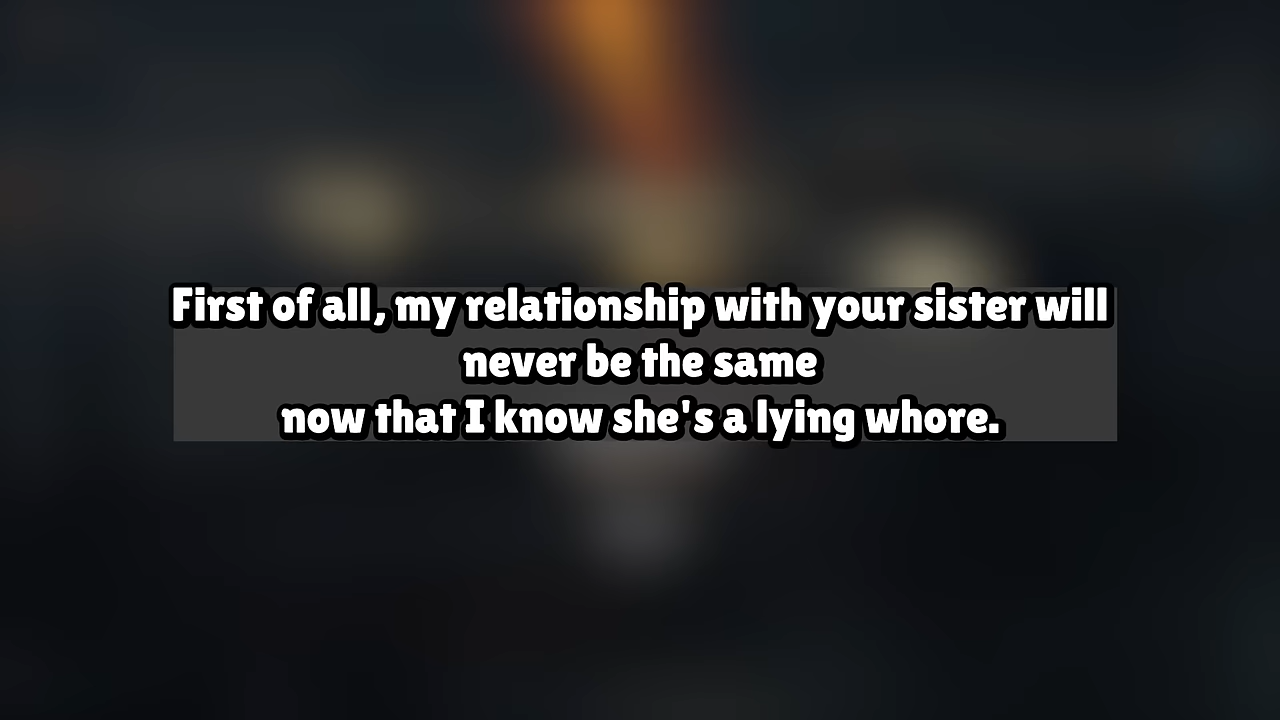 First of all, my relationship with your sister will
never be the same
now that I know she's a lying whore.